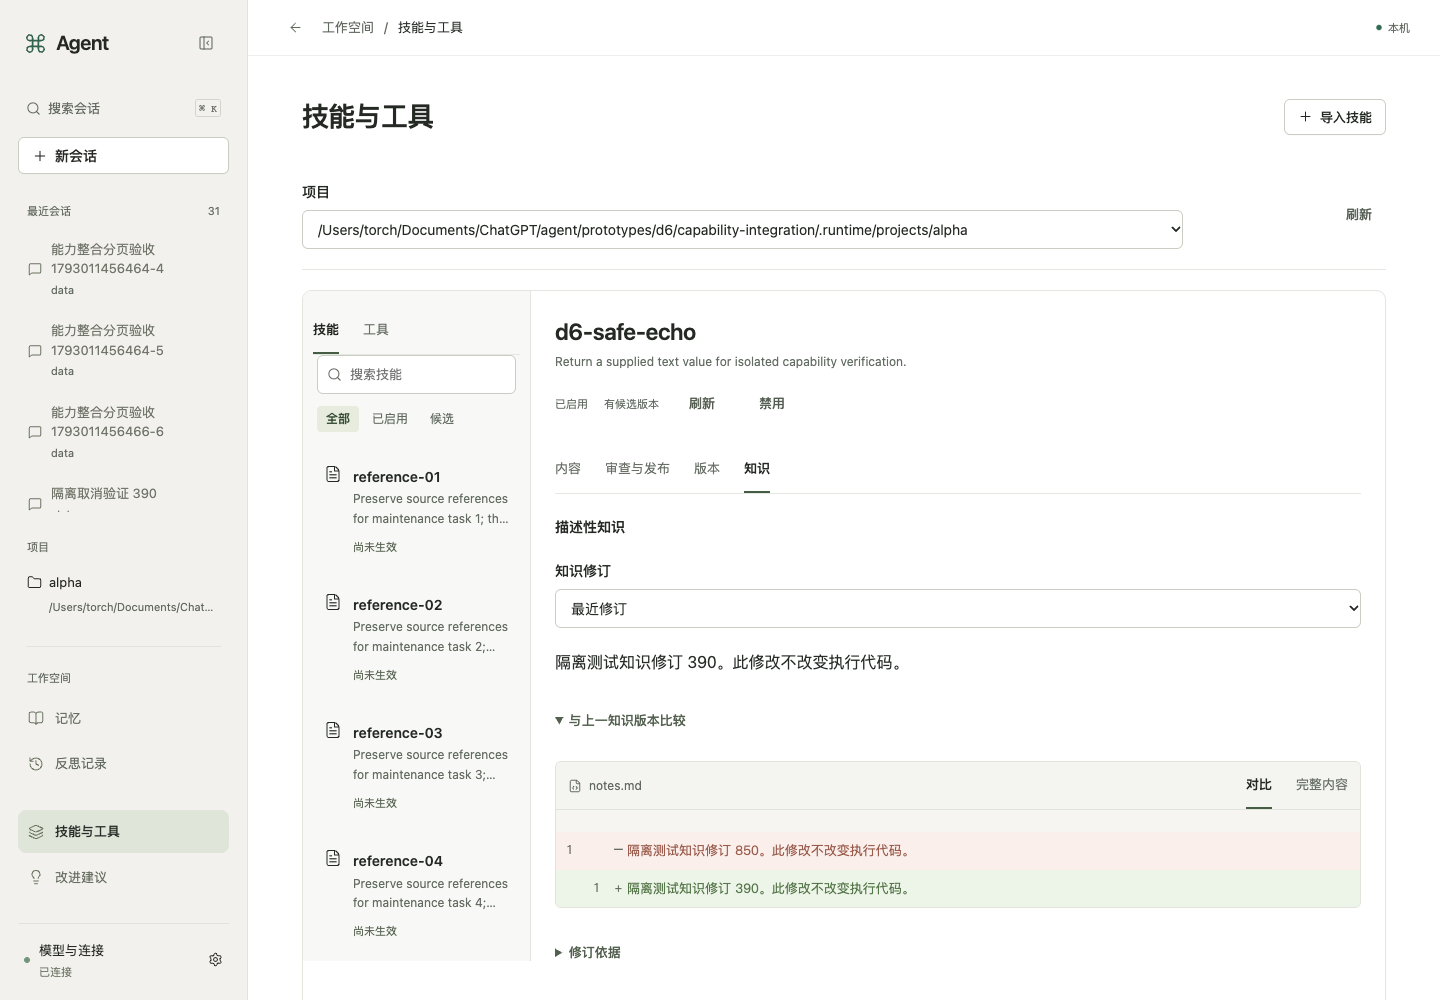 Agent
搜索会话
⌘ K
新会话
最近会话 31
能力整合分页验收
1793011456464-4
data
能力整合分页验收
1793011456464-5
data
能力整合分页验收
1793011456466-6
data
隔离取消验证 390
项目
alpha
/Users/torch/Documents/Chat...
工作空间
记忆
反思记录
技能与工具
改进建议
模型与连接
已连接
工作空间 / 技能与工具
本机
技能与工具
导入技能
项目
/Users/torch/Documents/ChatGPT/agent/prototypes/d6/capability-integration/.runtime/projects/alpha
刷新
技能 工具
搜索技能
全部 已启用 候选
reference-01
Preserve source references
for maintenance task 1; th...
尚未生效
reference-02
Preserve source references
for maintenance task 2;...
尚未生效
reference-03
Preserve source references
for maintenance task 3;...
尚未生效
reference-04
Preserve source references
for maintenance task 4;...
尚未生效
d6-safe-echo
Return a supplied text value for isolated capability verification.
已启用 有候选版本 刷新 禁用
内容 审查与发布 版本 知识
描述性知识
知识修订
最近修订
隔离测试知识修订 390。此修改不改变执行代码。
▼ 与上一知识版本比较
notes.md 对比 完整内容
1 − 隔离测试知识修订 850。此修改不改变执行代码。
1 + 隔离测试知识修订 390。此修改不改变执行代码。
▶ 修订依据